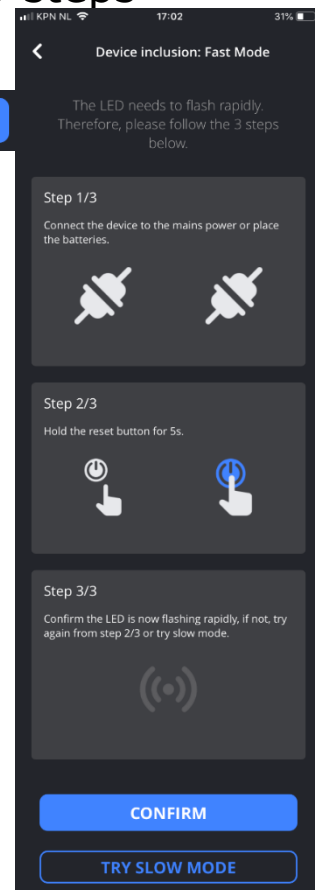 steps
KPN NL 17:02 31%
Device inclusion: Fast Mode
The LED needs to flash rapidly.
Therefore, please follow the 3 steps
below.
Step 1/3
Connect the device to the mains power or place
the batteries.
Step 2/3
Hold the reset button for 5s.
Step 3/3
Confirm the LED is now flashing rapidly, if not, try
again from step 2/3 or try slow mode.
CONFIRM
TRY SLOW MODE